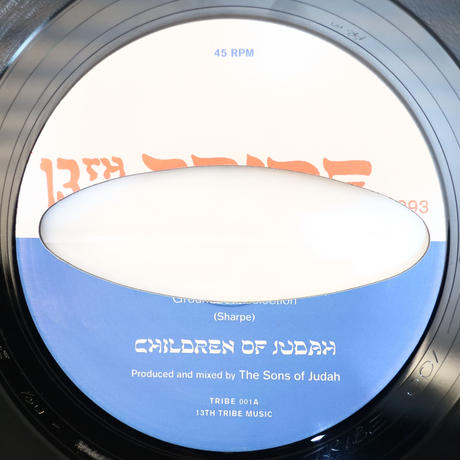 45 RPM
13TH TRIBE
993
(Sharpe)
CHILDREN OF JUDAH
Produced and mixed by The Sons of Judah
TRIBE 001A
13TH TRIBE MUSIC